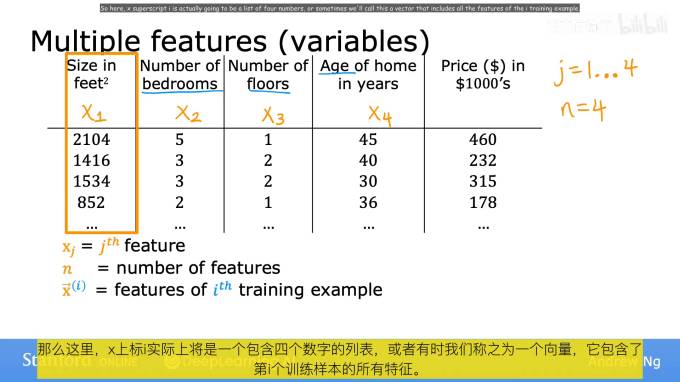 So here, x superscript i is actually going to be a list of four numbers, or sometimes we'll call this a vector that includes all the features of the i training example.
bilibili
Multiple features (variables)
Size in feet² Number of bedrooms Number of floors Age of home in years Price ($) in $1000's
j=1...4
X₁ X₂ X₃ X₄
n=4
2104 5 1 45 460
1416 3 2 40 232
1534 3 2 30 315
852 2 1 36 178
... ... ... ... ...
xⱼ = jᵗʰ feature
n = number of features
x⃗⁽ⁱ⁾ = features of iᵗʰ training example
Stanford ONLINE DeepLearning Andrew Ng
那么这里，x上标i实际上将是一个包含四个数字的列表，或者有时我们称之为一个向量，它包含了
第i个训练样本的所有特征。